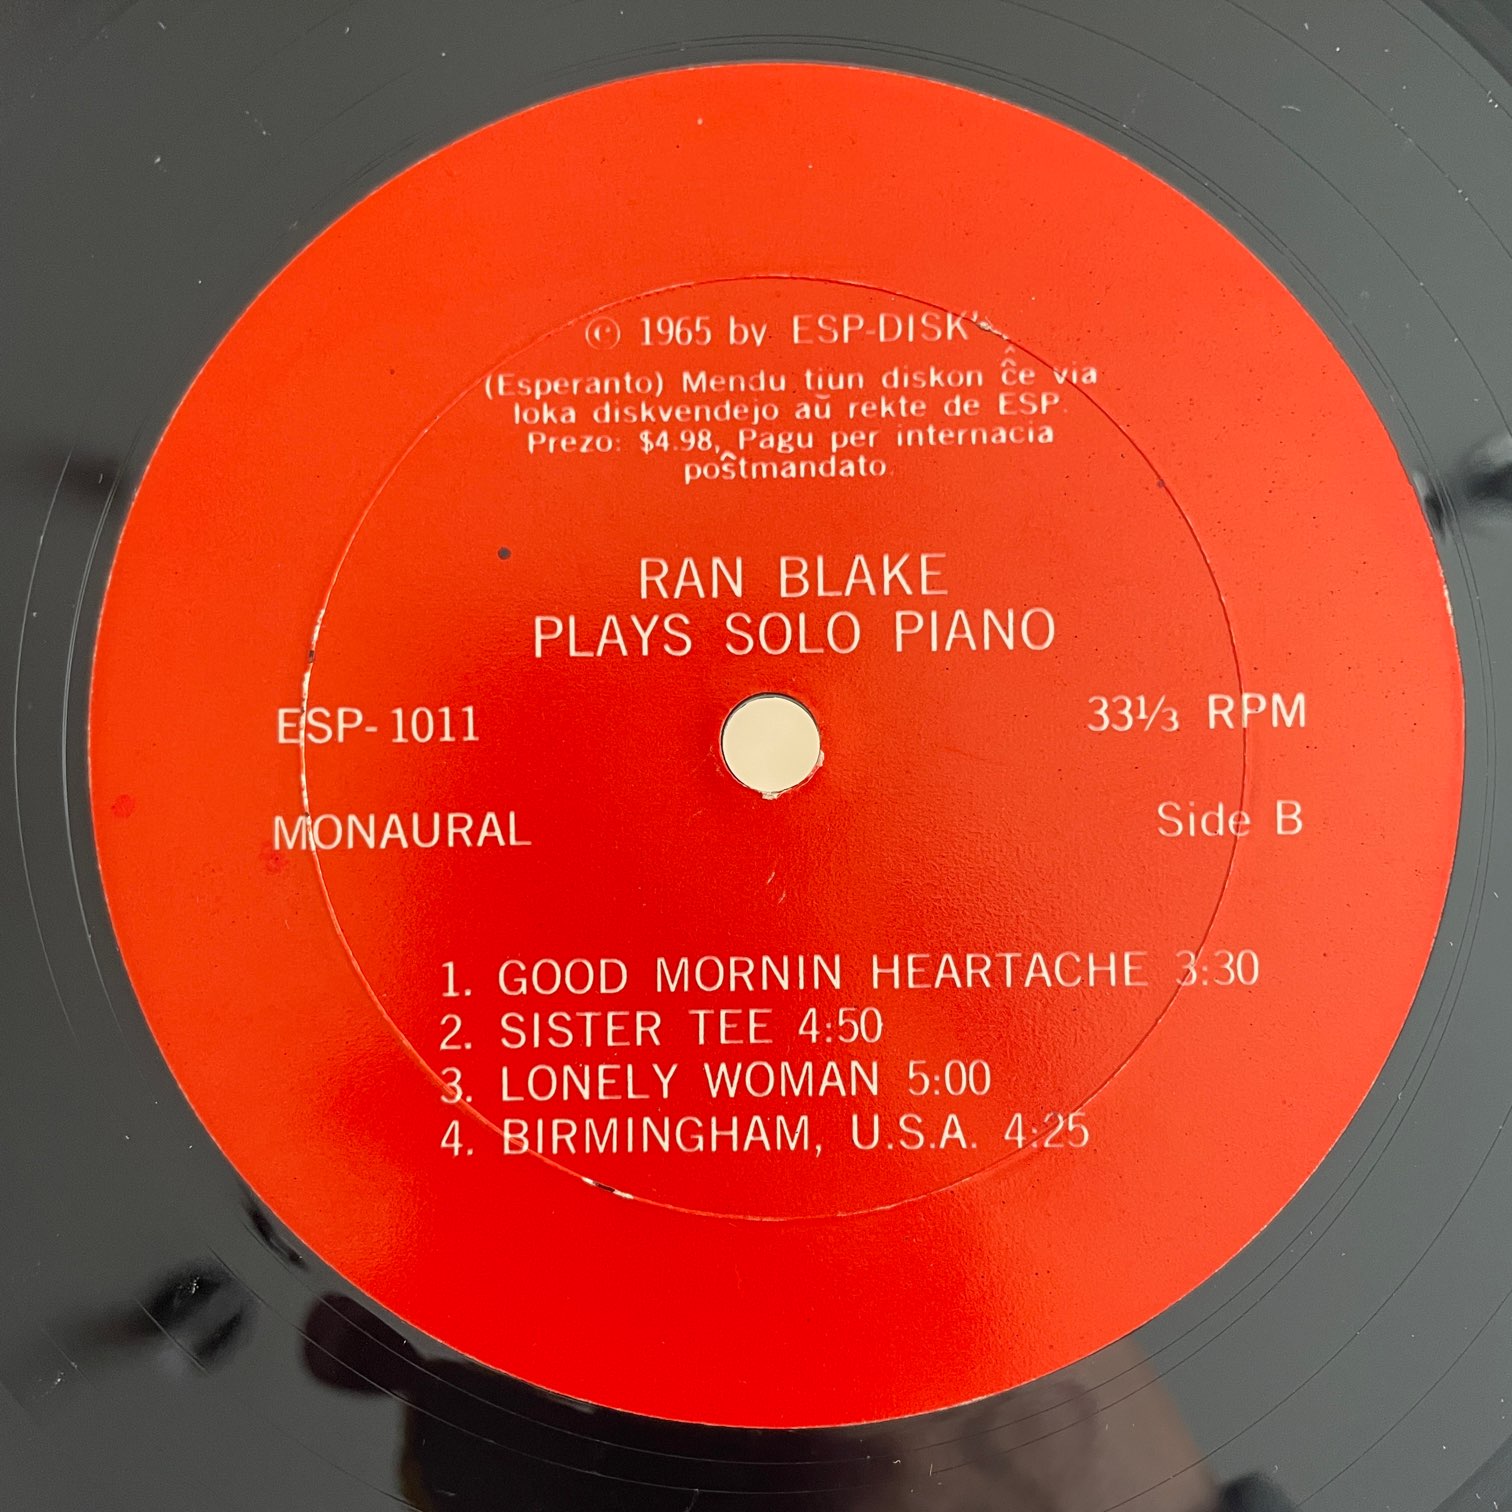 © 1965 by ESP-DISK'
(Esperanto) Mendu tiun diskon ĉe via
loka diskvendejo aŭ rekte de ESP.
Prezo: $4.98, Pagu per internacia
poŝtmandato.
RAN BLAKE
PLAYS SOLO PIANO
ESP-1011
33⅓ RPM
MONAURAL
Side B
1. GOOD MORNIN HEARTACHE 3:30
2. SISTER TEE 4:50
3. LONELY WOMAN 5:00
4. BIRMINGHAM, U.S.A. 4:25